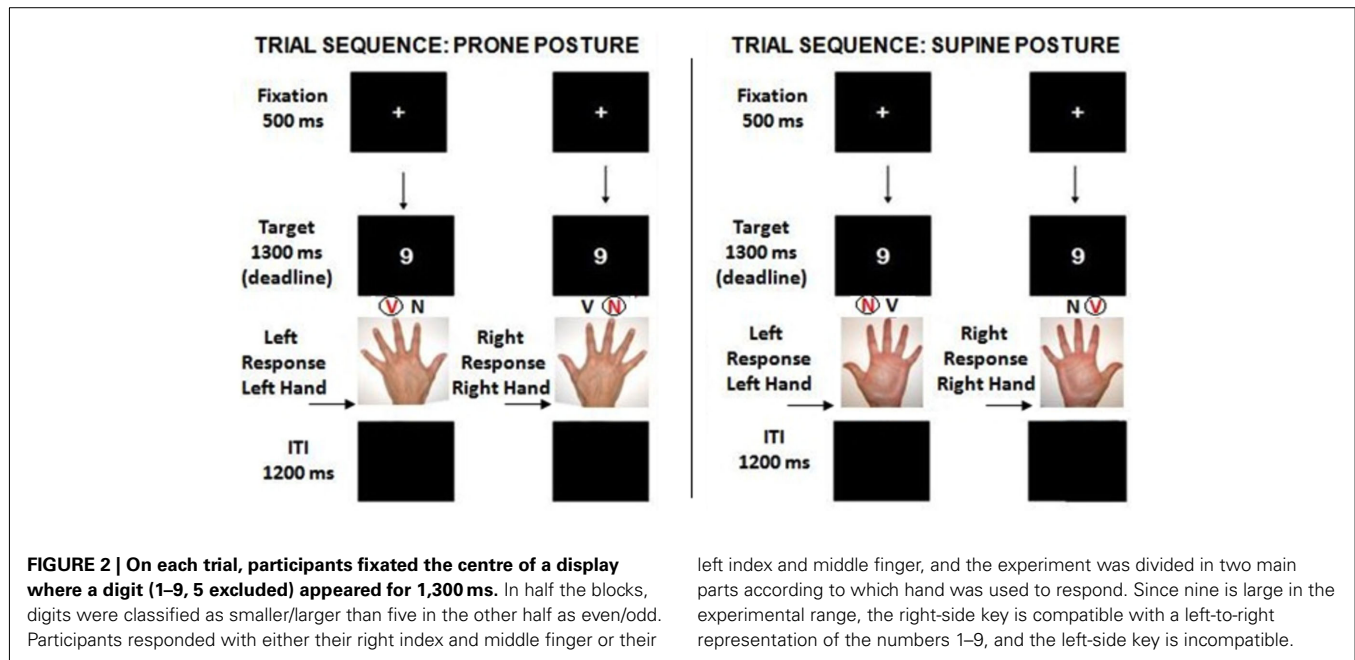 TRIAL SEQUENCE: PRONE POSTURE
Fixation
500 ms
+
+
Target
1300 ms
(deadline)
9
9
V N
V N
Left
Response
Left Hand
Right
Response
Right Hand
ITI
1200 ms
TRIAL SEQUENCE: SUPINE POSTURE
Fixation
500 ms
+
+
Target
1300 ms
(deadline)
9
9
N V
N V
Left
Response
Left Hand
Right
Response
Right Hand
ITI
1200 ms
FIGURE 2 | On each trial, participants fixated the centre of a display
where a digit (1–9, 5 excluded) appeared for 1,300 ms. In half the blocks,
digits were classified as smaller/larger than five in the other half as even/odd.
Participants responded with either their right index and middle finger or their
left index and middle finger, and the experiment was divided in two main
parts according to which hand was used to respond. Since nine is large in the
experimental range, the right-side key is compatible with a left-to-right
representation of the numbers 1–9, and the left-side key is incompatible.